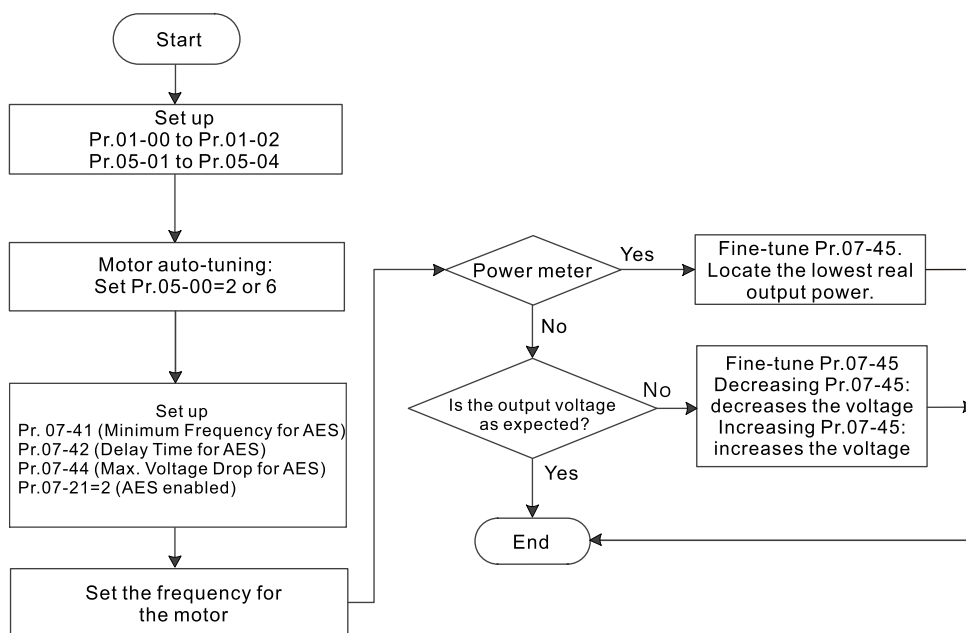 Start
Set up
Pr.01-00 to Pr.01-02
Pr.05-01 to Pr.05-04
Motor auto-tuning:
Set Pr.05-00=2 or 6
Set up
Pr. 07-41 (Minimum Frequency for AES)
Pr.07-42 (Delay Time for AES)
Pr.07-44 (Max. Voltage Drop for AES)
Pr.07-21=2 (AES enabled)
Set the frequency for
the motor
Power meter
Yes
Fine-tune Pr.07-45.
Locate the lowest real
output power.
No
Is the output voltage
as expected?
No
Fine-tune Pr.07-45
Decreasing Pr.07-45:
decreases the voltage
Increasing Pr.07-45:
increases the voltage
Yes
End